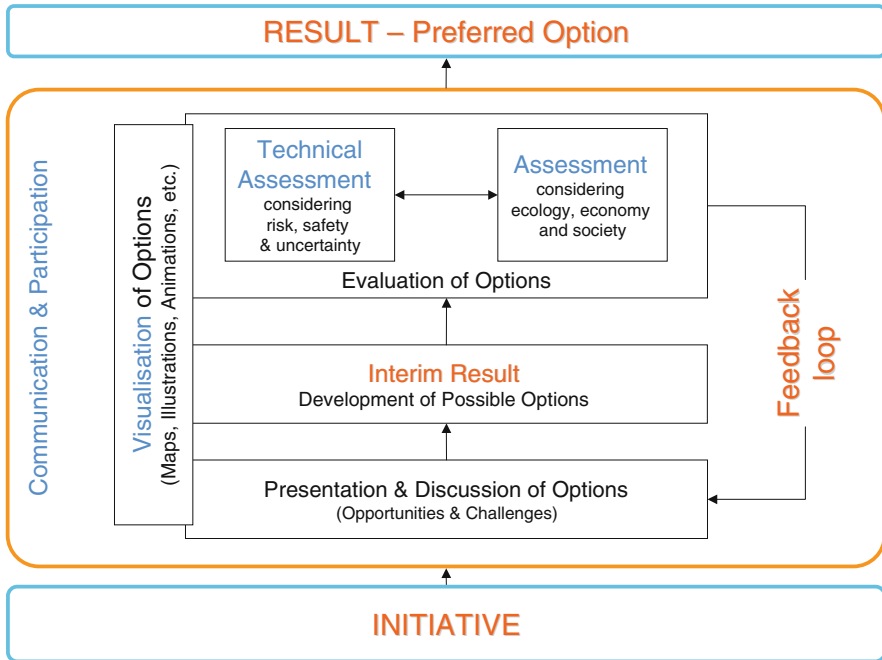 RESULT – Preferred Option
Communication & Participation
Visualisation of Options
(Maps, Illustrations, Animations, etc.)
Technical
Assessment
considering
risk, safety
& uncertainty
Assessment
considering
ecology, economy
and society
Evaluation of Options
Interim Result
Development of Possible Options
Presentation & Discussion of Options
(Opportunities & Challenges)
Feedback
loop
INITIATIVE